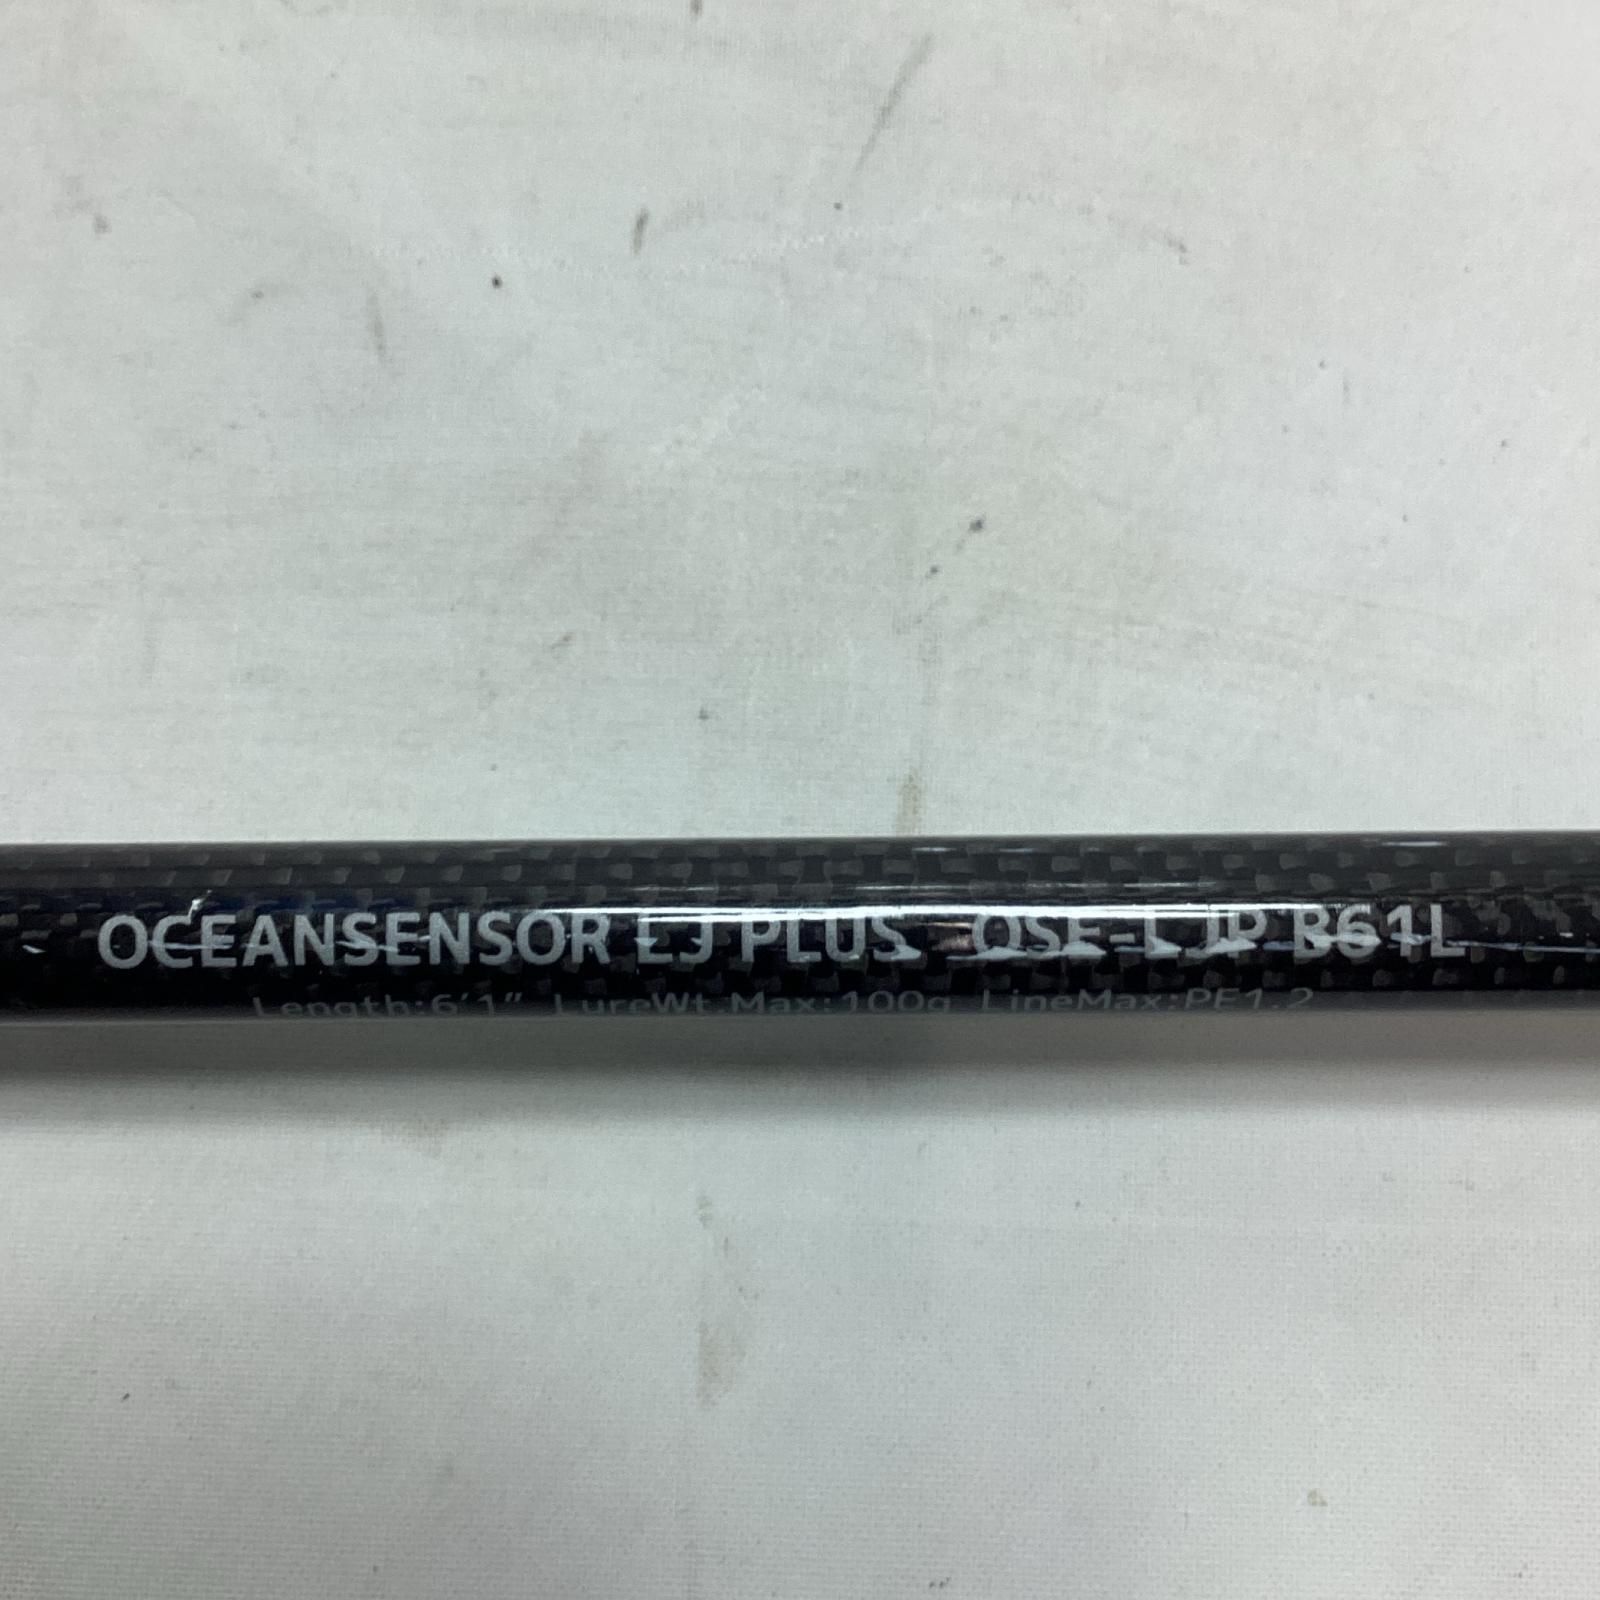 OCEANSENSOR LJ PLUS OSE-LJP B61L
Length:6'1" LureWt.Max:100g LineMax:PE1.2